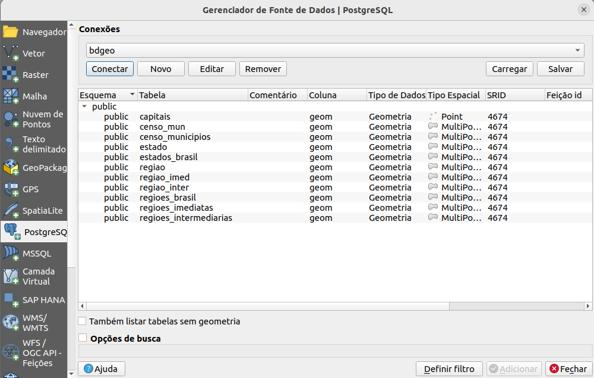 Gerenciador de Fonte de Dados | PostgreSQL
Navegador
Vetor
Raster
Malha
Nuvem de
Pontos
Texto
delimitado
GeoPackag
GPS
SpatiaLite
PostgreSQ
MSSQL
Camada
Virtual
SAP HANA
WMS/
WMTS
WFS /
OGC API -
Feições
Conexões
bdgeo
Conectar Novo Editar Remover Carregar Salvar
Esquema Tabela Comentário Coluna Tipo de Dados Tipo Espacial SRID Feição id
public
public capitais geom Geometria Point 4674
public censo_mun geom Geometria MultiPo... 4674
public censo_municipios geom Geometria MultiPo... 4674
public estado geom Geometria MultiPo... 4674
public estados_brasil geom Geometria MultiPo... 4674
public regiao geom Geometria MultiPo... 4674
public regiao_imed geom Geometria MultiPo... 4674
public regiao_inter geom Geometria MultiPo... 4674
public regioes_brasil geom Geometria MultiPo... 4674
public regioes_imediatas geom Geometria MultiPo... 4674
public regioes_intermediarias geom Geometria MultiPo... 4674
Também listar tabelas sem geometria
Opções de busca
Ajuda Definir filtro Adicionar Fechar